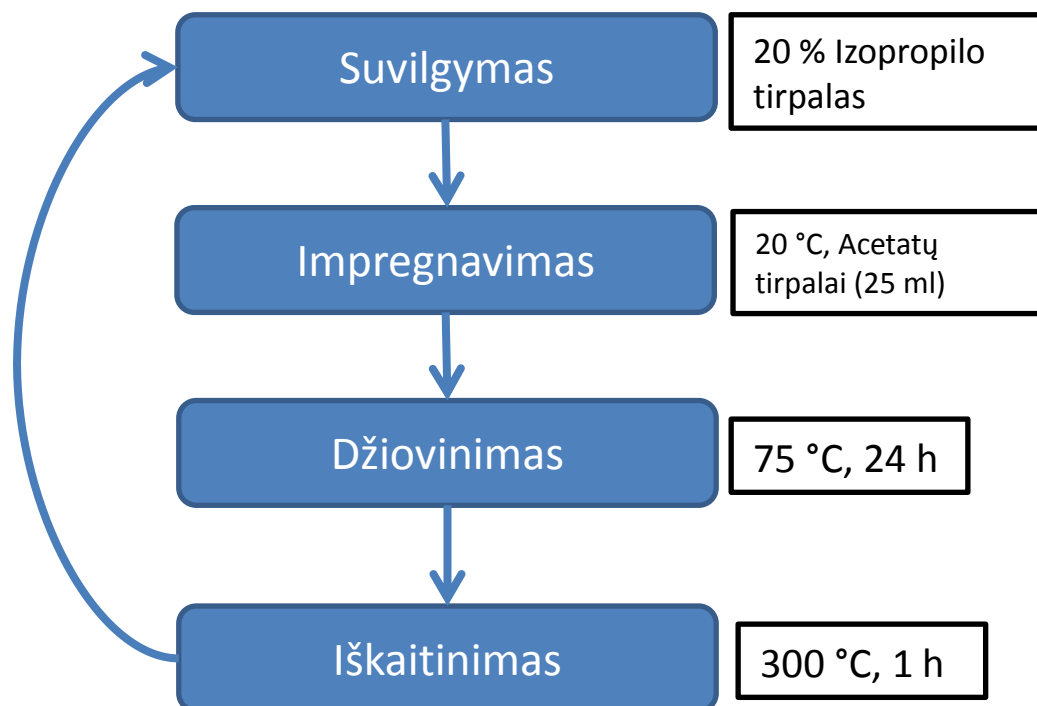 Suvilgymas
20 % Izopropilo
tirpalas
Impregnavimas
20 °C, Acetatų
tirpalai (25 ml)
Džiovinimas
75 °C, 24 h
Iškaitinimas
300 °C, 1 h